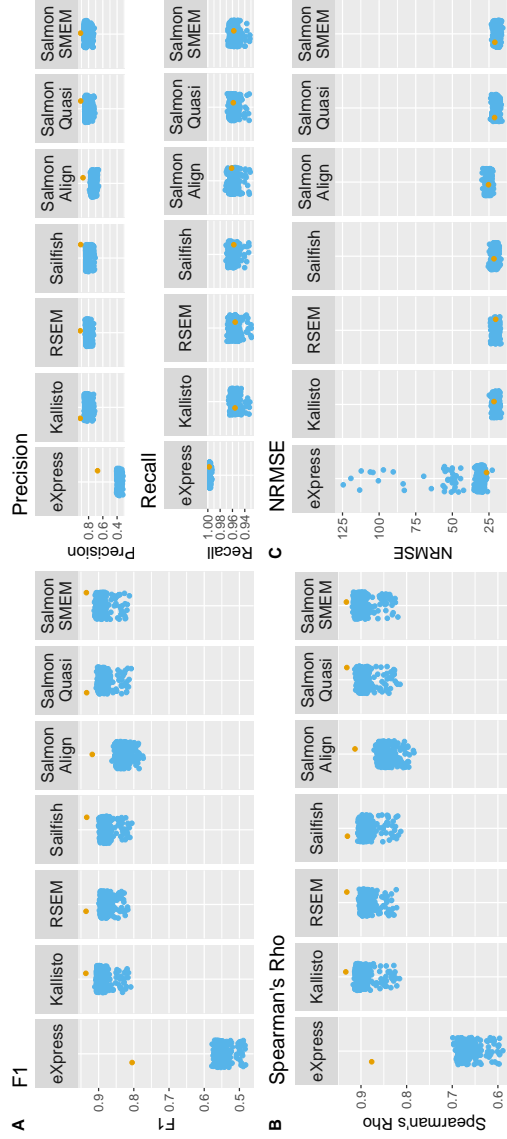 A
F1
eXpress
Kallisto
RSEM
Sailfish
Salmon
Align
Salmon
Quasi
Salmon
SMEM
0.9
0.8
0.7
0.6
0.5
F1
Precision
eXpress
Kallisto
RSEM
Sailfish
Salmon
Align
Salmon
Quasi
Salmon
SMEM
0.8
0.4
Precision
Recall
eXpress
Kallisto
RSEM
Sailfish
Salmon
Align
Salmon
Quasi
Salmon
SMEM
1.00
0.98
0.96
0.94
Recall
B
Spearman's Rho
eXpress
Kallisto
RSEM
Sailfish
Salmon
Align
Salmon
Quasi
Salmon
SMEM
0.9
0.8
0.7
0.6
Spearman's Rho
C
NRMSE
eXpress
Kallisto
RSEM
Sailfish
Salmon
Align
Salmon
Quasi
Salmon
SMEM
125
100
75
50
25
NRMSE